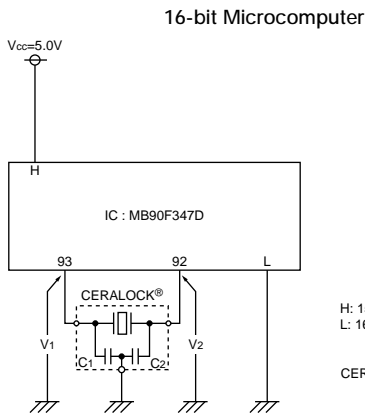 16-bit Microcomputer
Vcc=5.0V
H
IC : MB90F347D
93
92
L
CERALOCK®
V1
V2
C1
C2
H: 1
L: 16
CER